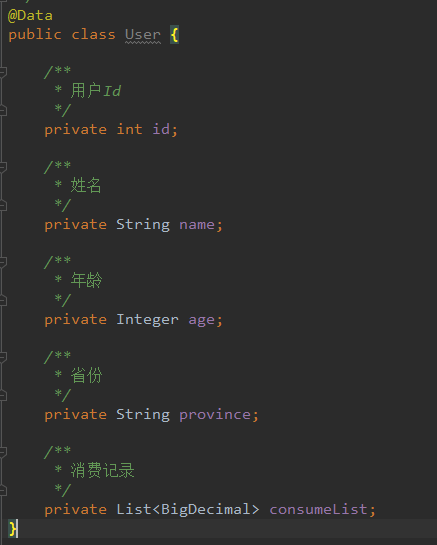 @Data
public class User {
/**
* 用户Id
*/
private int id;
/**
* 姓名
*/
private String name;
/**
* 年龄
*/
private Integer age;
/**
* 省份
*/
private String province;
/**
* 消费记录
*/
private List<BigDecimal> consumeList;
}